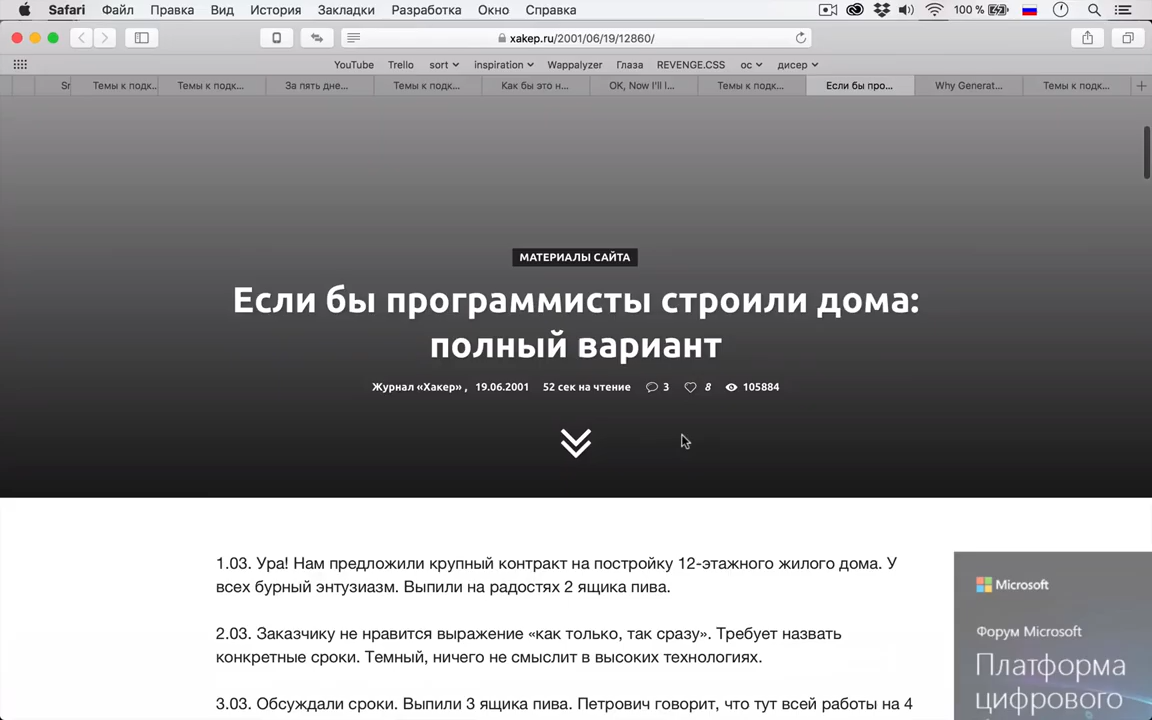 Safari Файл Правка Вид История Закладки Разработка Окно Справка 100 %
xakep.ru/2001/06/19/12860/
YouTube Trello sort inspiration Wappalyzer Глаза REVENGE.CSS ос дисер
Sr Темы к подк.. Темы к подк... За пять дне... Темы к подк... Как бы это н... OK, Now I'll l... Темы к подк... Если бы про... Why Generat... Темы к подк...
МАТЕРИАЛЫ САЙТА
Если бы программисты строили дома:
полный вариант
Журнал «Хакер» , 19.06.2001 52 сек на чтение 3 8 105884
1.03. Ура! Нам предложили крупный контракт на постройку 12-этажного жилого дома. У
всех бурный энтузиазм. Выпили на радостях 2 ящика пива.
2.03. Заказчику не нравится выражение «как только, так сразу». Требует назвать
конкретные сроки. Темный, ничего не смыслит в высоких технологиях.
3.03. Обсуждали сроки. Выпили 3 ящика пива. Петрович говорит, что тут всей работы на 4
Microsoft
Форум Microsoft
Платформа
цифрового